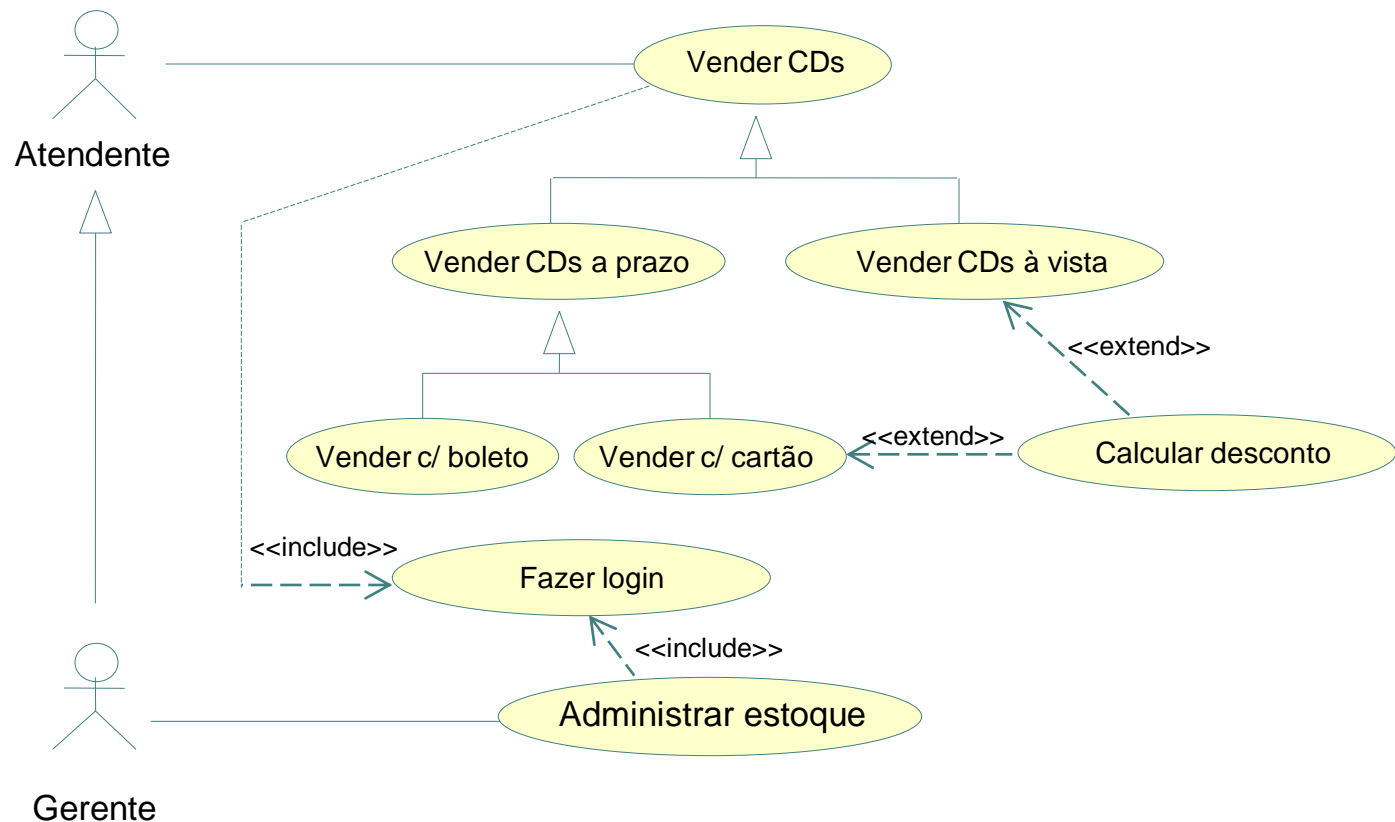 Vender CDs
Atendente
Vender CDs a prazo
Vender CDs à vista
<<extend>>
Vender c/ boleto
Vender c/ cartão
<<extend>>
Calcular desconto
<<include>>
Fazer login
<<include>>
Administrar estoque
Gerente